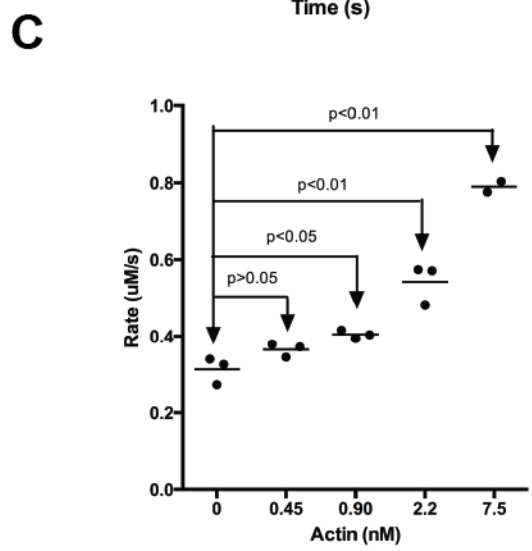 Time (s)
C
1.0
p<0.01
0.8
p<0.01
p<0.05
0.6
p>0.05
Rate (uM/s)
0.4
0.2
0.0
0 0.45 0.90 2.2 7.5
Actin (nM)